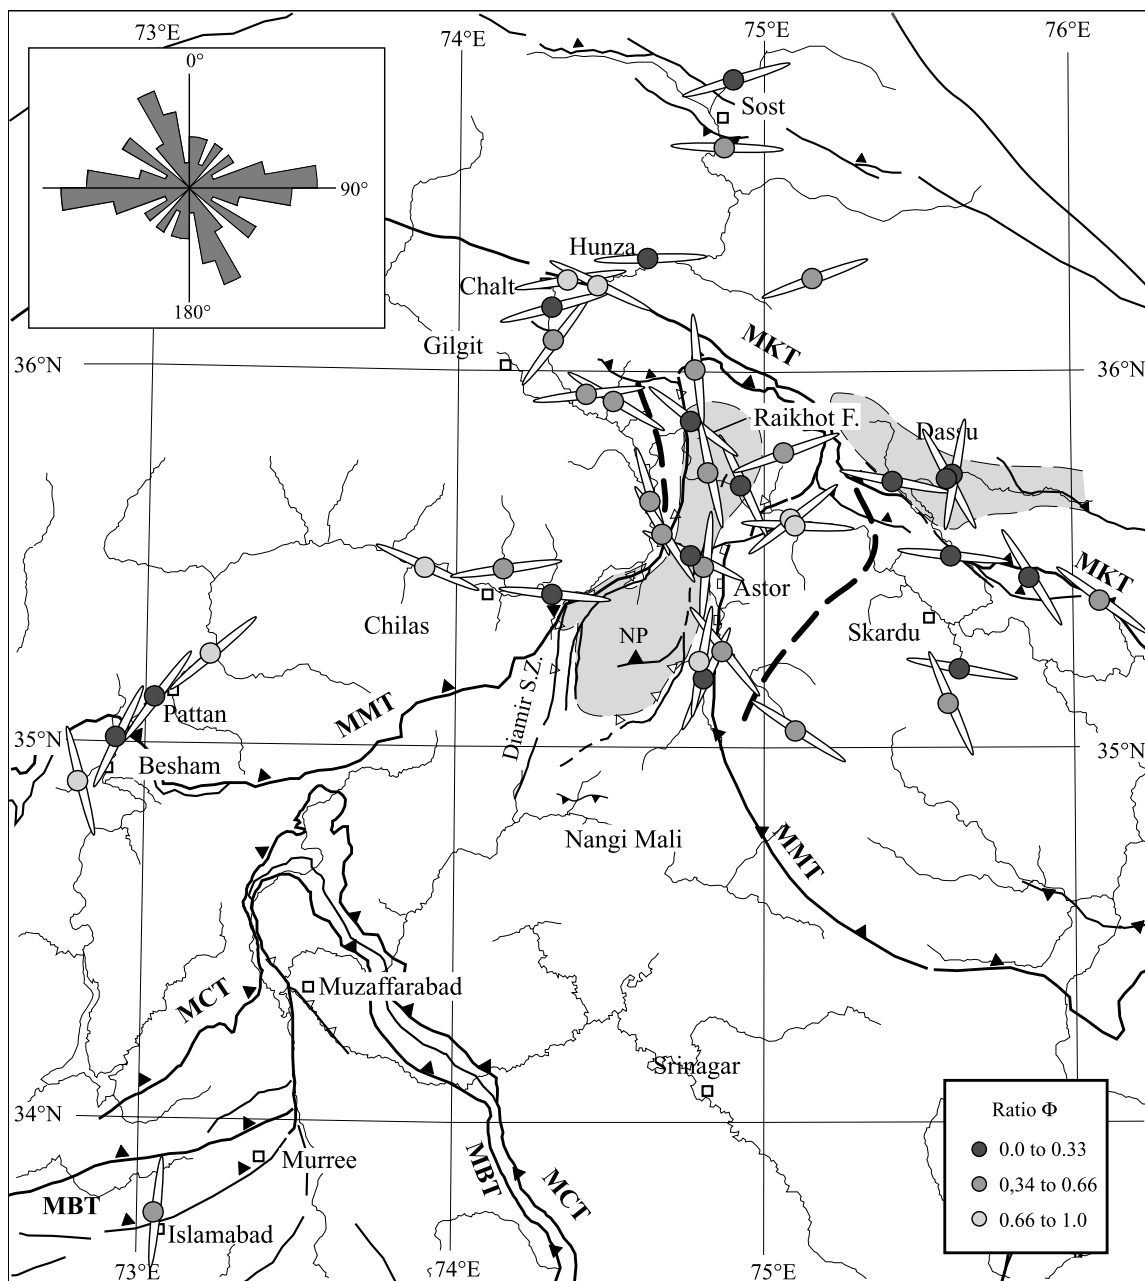 73°E
74°E
75°E
76°E
0°
90°
180°
Sost
Hunza
Chalt
Gilgit
MKT
36°N
36°N
Raikhot F.
Dassu
Astor
MKT
Chilas
Skardu
NP
Diamir S.Z.
Pattan
MMT
35°N
35°N
Besham
Nangi Mali
MMT
Muzaffarabad
MCT
Srinagar
34°N
Murree
MBT
MBT
MCT
Islamabad
73°E
74°E
75°E
Ratio Φ
0.0 to 0.33
0,34 to 0.66
0.66 to 1.0